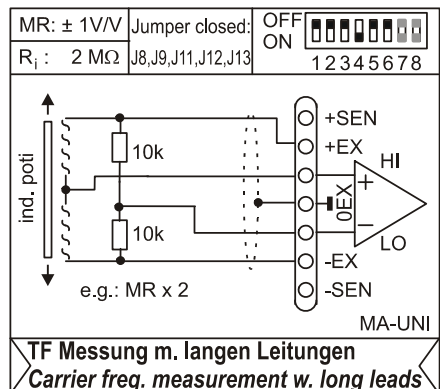 MR: ± 1V/V
Jumper closed:
OFF
ON
Rᵢ: 2 MΩ
J8,J9,J11,J12,J13
12345678
+SEN
+EX
HI
10k
ind. poti
+
0EX
−
10k
LO
-EX
e.g.: MR x 2
-SEN
MA-UNI
TF Messung m. langen Leitungen
Carrier freq. measurement w. long leads